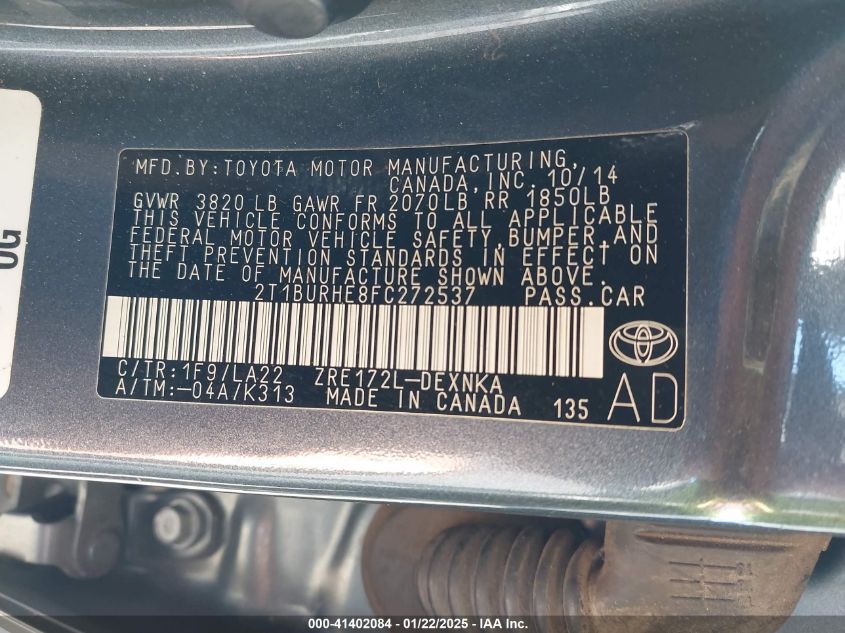 MFD. BY: TOYOTA MOTOR MANUFACTURING,
CANADA, INC. 10/14
GVWR 3820 LB GAWR FR 2070LB RR 1850LB
THIS VEHICLE CONFORMS TO ALL APPLICABLE
FEDERAL MOTOR VEHICLE SAFETY, BUMPER, AND
THEFT PREVENTION STANDARDS IN EFFECT ON
THE DATE OF MANUFACTURE SHOWN ABOVE.
2T1BURHE8FC272537 PASS. CAR
C/TR: 1F9/LA22 ZRE172L-DEXNKA
A/TM:-04A/K313 MADE IN CANADA 135
AD
000-41402084 - 01/22/2025 - IAA Inc.